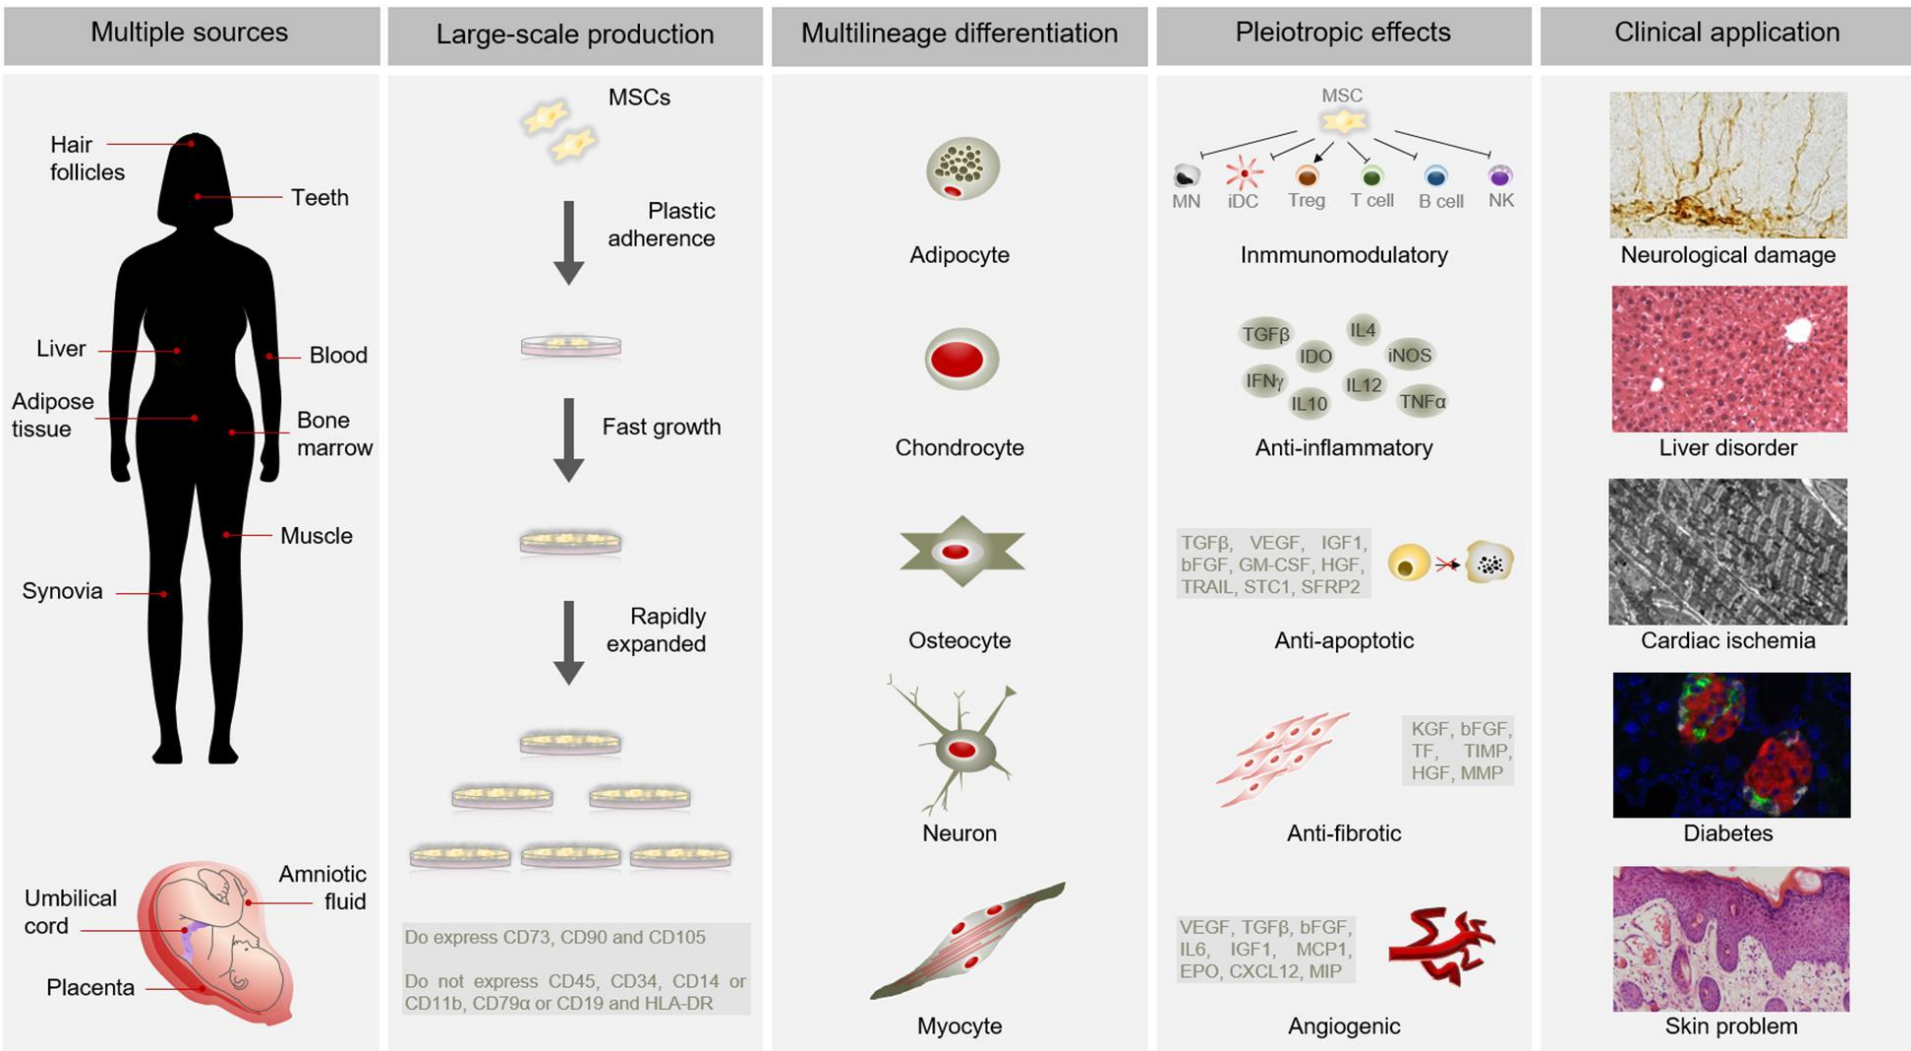 Multiple sources
Hair
follicles
Teeth
Liver
Blood
Adipose
tissue
Bone
marrow
Muscle
Synovia
Amniotic
fluid
Umbilical
cord
Placenta
Large-scale production
MSCs
Plastic
adherence
Fast growth
Rapidly
expanded
Do express CD73, CD90 and CD105
Do not express CD45, CD34, CD14 or
CD11b, CD79α or CD19 and HLA-DR
Multilineage differentiation
Adipocyte
Chondrocyte
Osteocyte
Neuron
Myocyte
Pleiotropic effects
MSC
MN iDC Treg T cell B cell NK
Inmmunomodulatory
TGFβ
IL4
IDO
iNOS
IFNγ
IL12
IL10
TNFα
Anti-inflammatory
TGFβ, VEGF, IGF1,
bFGF, GM-CSF, HGF,
TRAIL, STC1, SFRP2
Anti-apoptotic
KGF, bFGF,
TF, TIMP,
HGF, MMP
Anti-fibrotic
VEGF, TGFβ, bFGF,
IL6, IGF1, MCP1,
EPO, CXCL12, MIP
Angiogenic
Clinical application
Neurological damage
Liver disorder
Cardiac ischemia
Diabetes
Skin problem